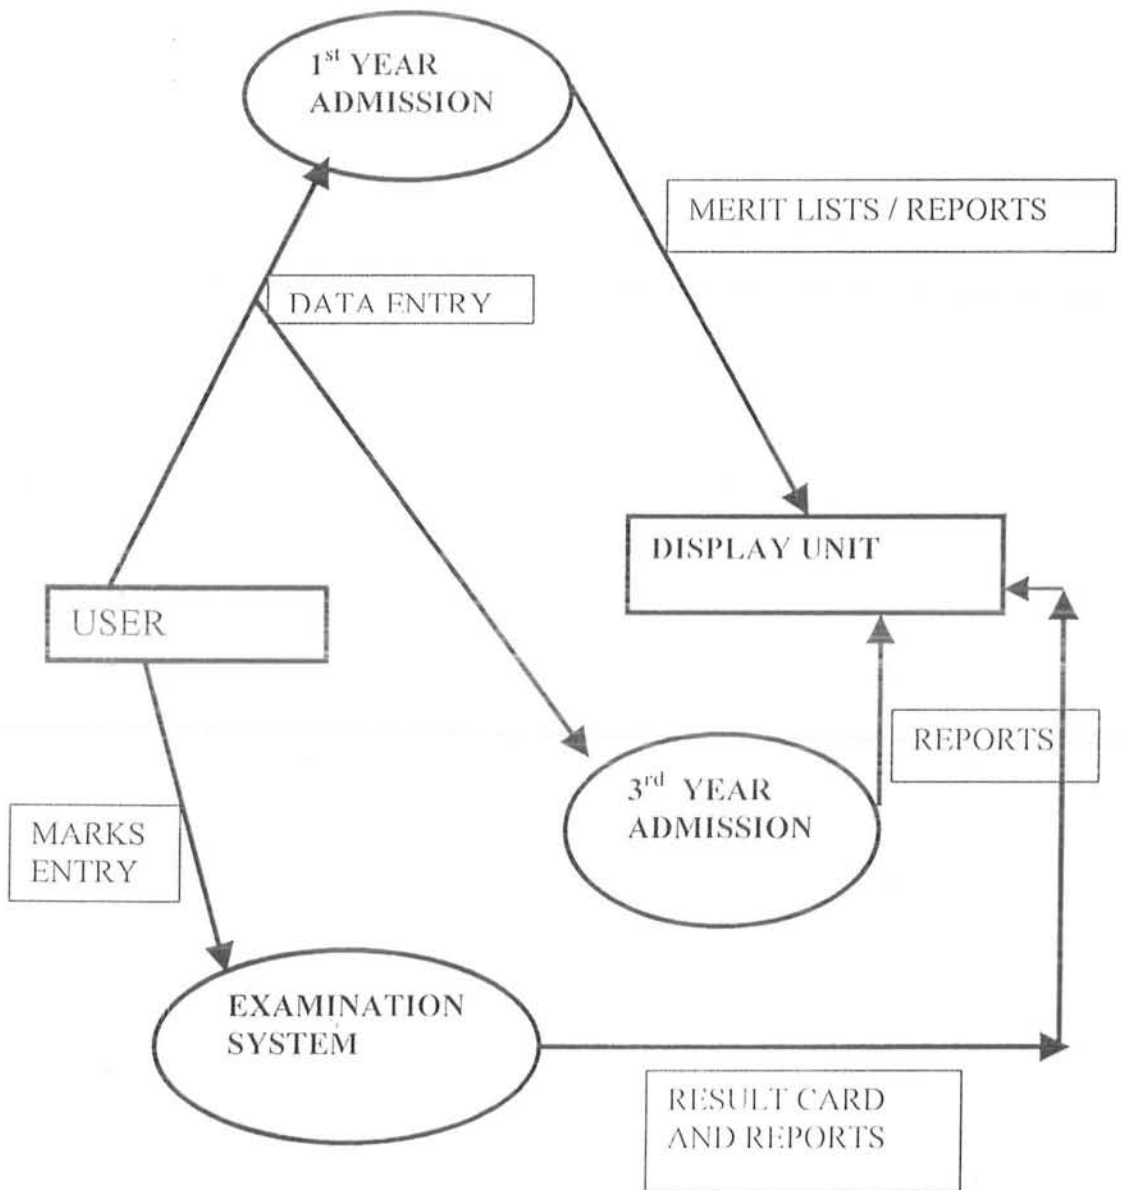 1st YEAR
ADMISSION
MERIT LISTS / REPORTS
DATA ENTRY
DISPLAY UNIT
USER
REPORTS
3rd YEAR
ADMISSION
MARKS
ENTRY
EXAMINATION
SYSTEM
RESULT CARD
AND REPORTS